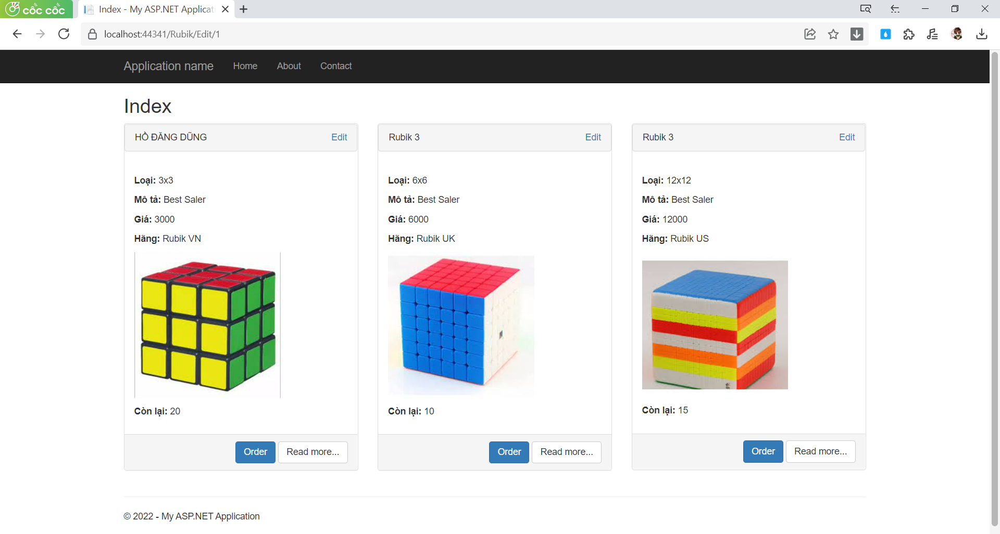 cốc cốc
Index - My ASP.NET Applicat
localhost:44341/Rubik/Edit/1
Application name Home About Contact
Index
HỒ ĐĂNG DŨNG Edit
Loại: 3x3
Mô tả: Best Saler
Giá: 3000
Hãng: Rubik VN
Còn lại: 20
Order Read more...
Rubik 3 Edit
Loại: 6x6
Mô tả: Best Saler
Giá: 6000
Hãng: Rubik UK
Còn lại: 10
Order Read more...
Rubik 3 Edit
Loại: 12x12
Mô tả: Best Saler
Giá: 12000
Hãng: Rubik US
Còn lại: 15
Order Read more...
© 2022 - My ASP.NET Application